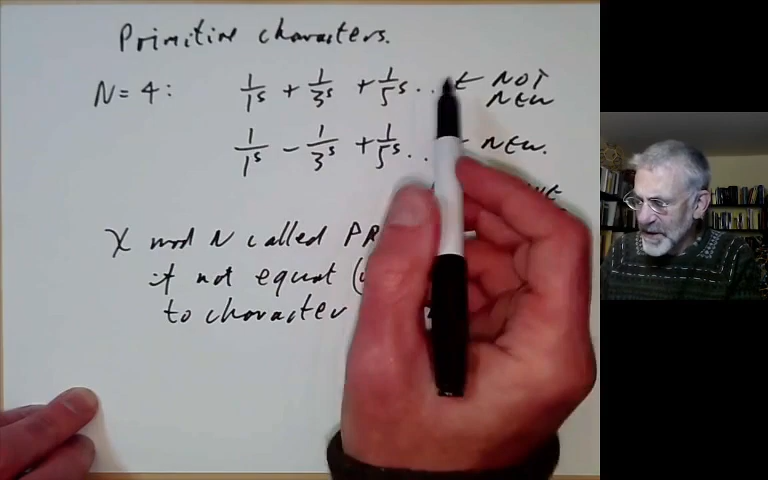 Primitive characters.
N = 4: 1/1^s + 1/3^s + 1/5^s ... ← NOT NEW
1/1^s - 1/3^s + 1/5^s .. NEW.
χ mod N called PR
if not equal (
to character